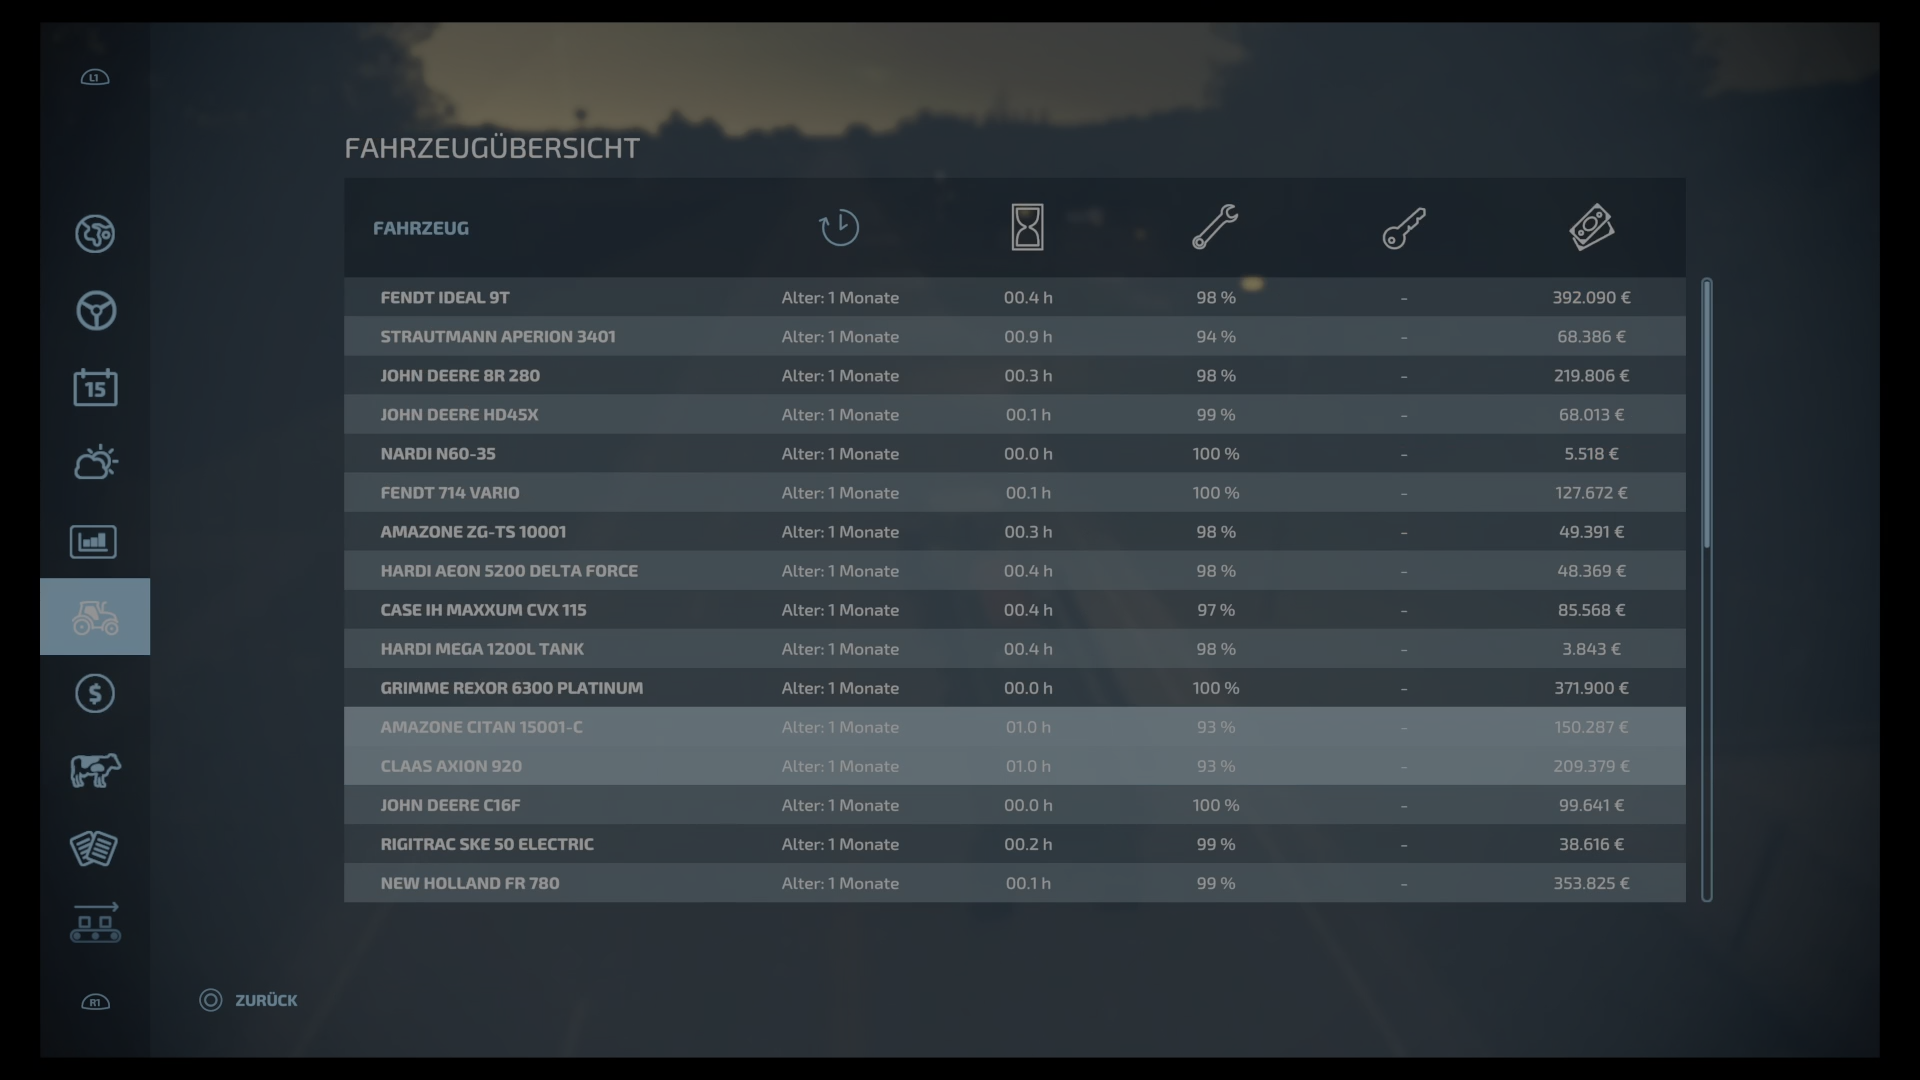 L1
FAHRZEUGÜBERSICHT
FAHRZEUG
FENDT IDEAL 9T Alter: 1 Monate 00.4 h 98 % - 392.090 €
STRAUTMANN APERION 3401 Alter: 1 Monate 00.9 h 94 % - 68.386 €
JOHN DEERE 8R 280 Alter: 1 Monate 00.3 h 98 % - 219.806 €
JOHN DEERE HD45X Alter: 1 Monate 00.1 h 99 % - 68.013 €
NARDI N60-35 Alter: 1 Monate 00.0 h 100 % - 5.518 €
FENDT 714 VARIO Alter: 1 Monate 00.1 h 100 % - 127.672 €
AMAZONE ZG-TS 10001 Alter: 1 Monate 00.3 h 98 % - 49.391 €
HARDI AEON 5200 DELTA FORCE Alter: 1 Monate 00.4 h 98 % - 48.369 €
CASE IH MAXXUM CVX 115 Alter: 1 Monate 00.4 h 97 % - 85.568 €
HARDI MEGA 1200L TANK Alter: 1 Monate 00.4 h 98 % - 3.843 €
GRIMME REXOR 6300 PLATINUM Alter: 1 Monate 00.0 h 100 % - 371.900 €
AMAZONE CITAN 15001-C Alter: 1 Monate 01.0 h 93 % - 150.287 €
CLAAS AXION 920 Alter: 1 Monate 01.0 h 93 % - 209.379 €
JOHN DEERE C16F Alter: 1 Monate 00.0 h 100 % - 99.641 €
RIGITRAC SKE 50 ELECTRIC Alter: 1 Monate 00.2 h 99 % - 38.616 €
NEW HOLLAND FR 780 Alter: 1 Monate 00.1 h 99 % - 353.825 €
15
$
R1
ZURÜCK